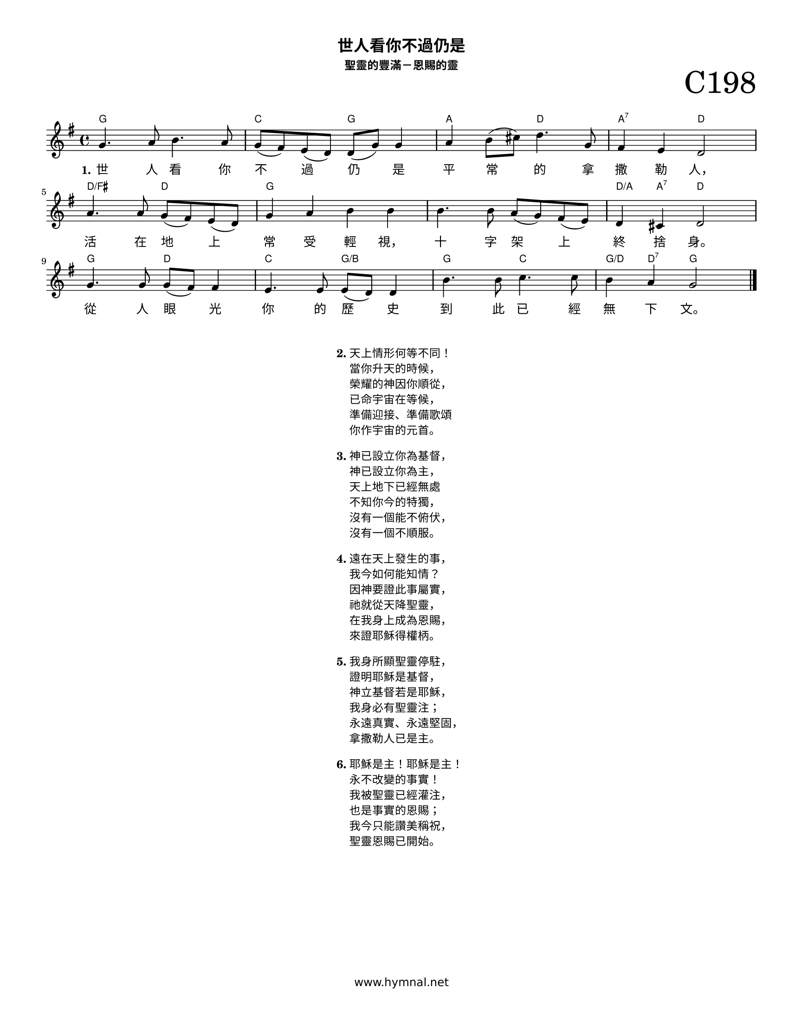 世人看你不過仍是
聖靈的豐滿－恩賜的靈
C198
G C G A D A7 D
1. 世 人 看 你 不 過 仍 是 平 常 的 拿 撒 勒 人，
5
D/F# D G D/A A7 D
活 在 地 上 常 受 輕 視， 十 字 架 上 終 捨 身。
9
G D C G/B G C G/D D7 G
從 人 眼 光 你 的 歷 史 到 此 已 經 無 下 文。
2. 天上情形何等不同！
當你升天的時候，
榮耀的神因你順從，
已命宇宙在等候，
準備迎接、準備歌頌
你作宇宙的元首。
3. 神已設立你為基督，
神已設立你為主，
天上地下已經無處
不知你今的特獨，
沒有一個能不俯伏，
沒有一個不順服。
4. 遠在天上發生的事，
我今如何能知情？
因神要證此事屬實，
祂就從天降聖靈，
在我身上成為恩賜，
來證耶穌得權柄。
5. 我身所顯聖靈停駐，
證明耶穌是基督，
神立基督若是耶穌，
我身必有聖靈注；
永遠真實、永遠堅固，
拿撒勒人已是主。
6. 耶穌是主！耶穌是主！
永不改變的事實！
我被聖靈已經灌注，
也是事實的恩賜；
我今只能讚美稱祝，
聖靈恩賜已開始。
www.hymnal.net